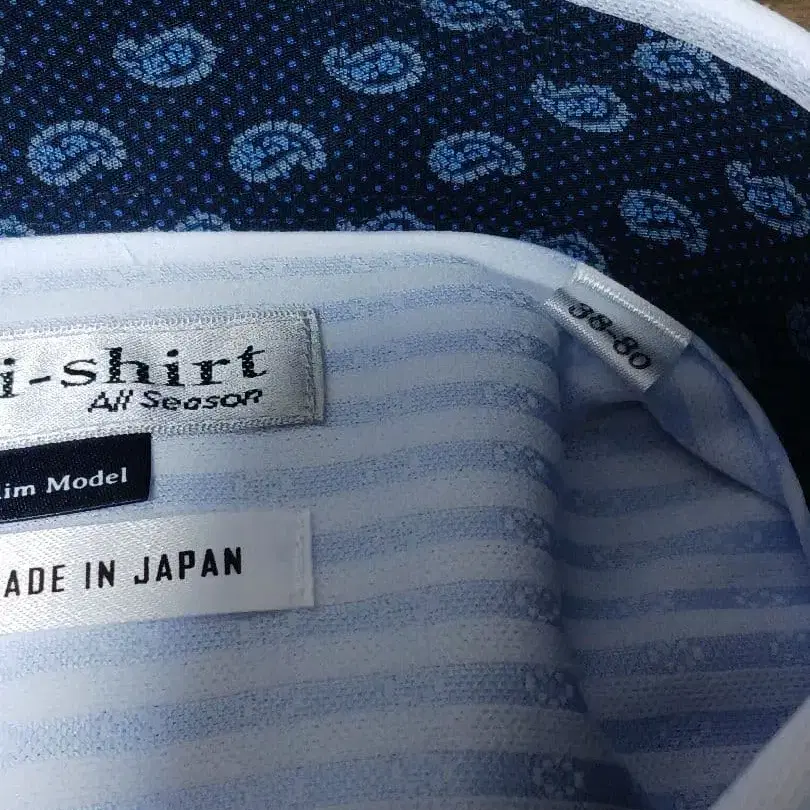 i-shirt
All Season
38-80
lim Model
ADE IN JAPAN